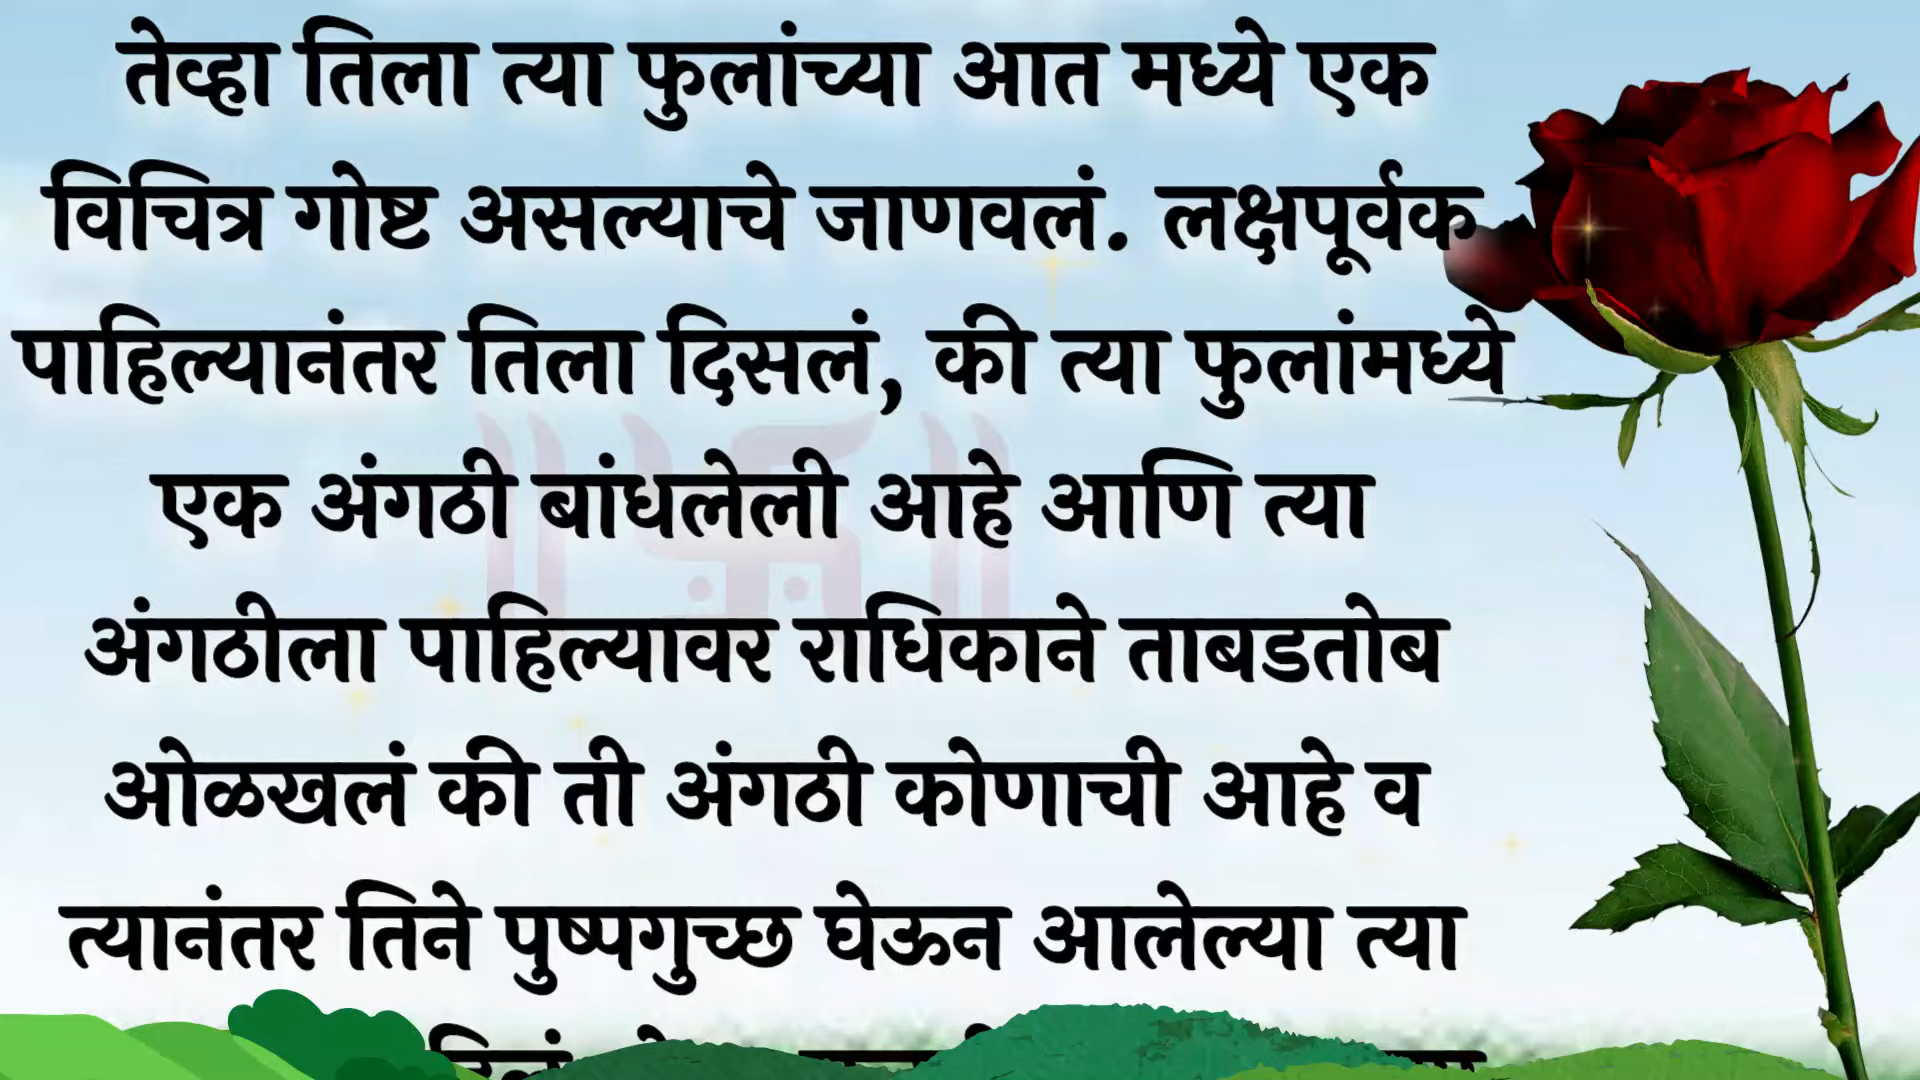 तेव्हा तिला त्या फुलांच्या आत मध्ये एक
विचित्र गोष्ट असल्याचे जाणवलं. लक्षपूर्वक
पाहिल्यानंतर तिला दिसलं, की त्या फुलांमध्ये
एक अंगठी बांधलेली आहे आणि त्या
अंगठीला पाहिल्यावर राधिकाने ताबडतोब
ओळखलं की ती अंगठी कोणाची आहे व
त्यानंतर तिने पुष्पगुच्छ घेऊन आलेल्या त्या